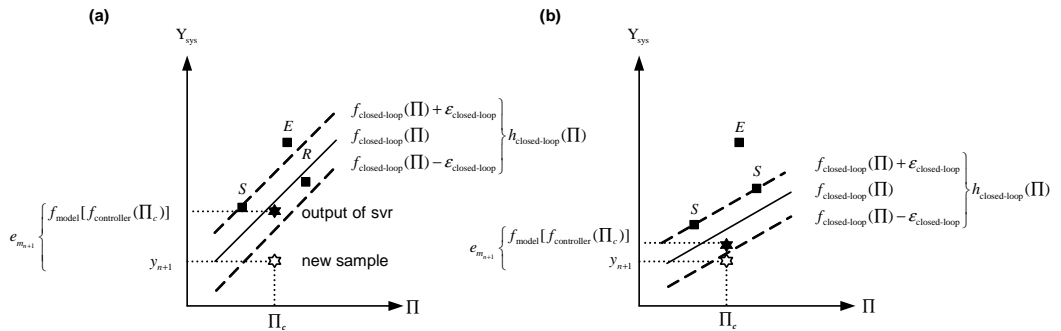 (a)
Y_sys
E
R
S
f_closed-loop(Π) + ε_closed-loop
f_closed-loop(Π)
f_closed-loop(Π) − ε_closed-loop
h_closed-loop(Π)
f_model[f_controller(Π_c)]
e_m_n+1
y_n+1
output of svr
new sample
Π_c
Π
(b)
Y_sys
E
S
S
f_closed-loop(Π) + ε_closed-loop
f_closed-loop(Π)
f_closed-loop(Π) − ε_closed-loop
h_closed-loop(Π)
f_model[f_controller(Π_c)]
e_m_n+1
y_n+1
Π_c
Π